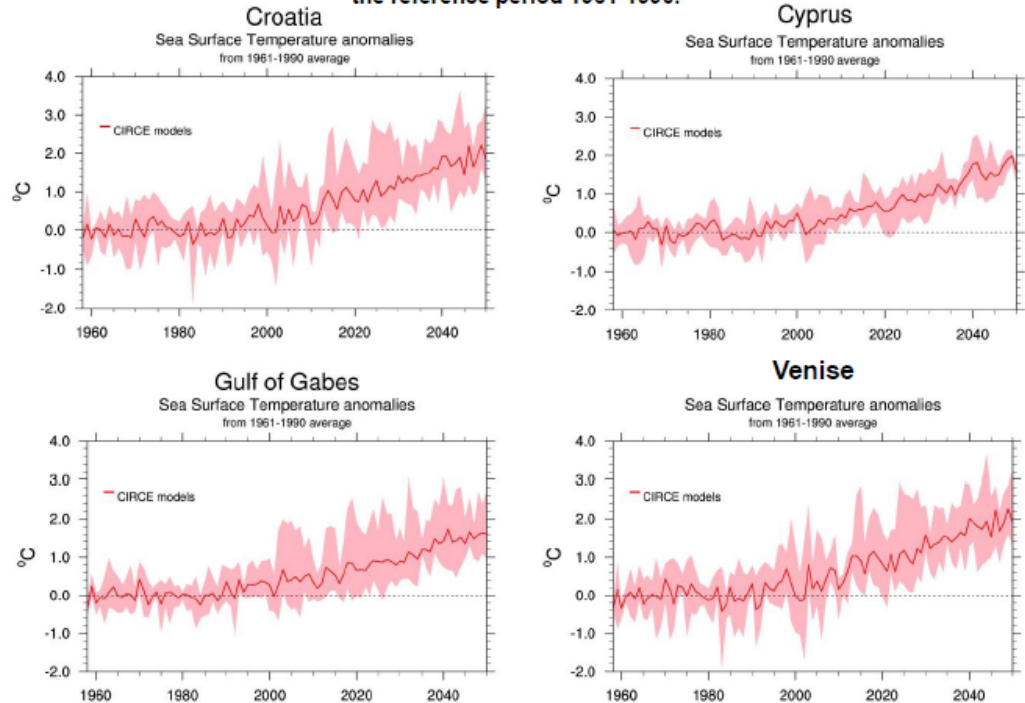 the reference period 1961-1990.
Croatia
Sea Surface Temperature anomalies
from 1961-1990 average
4.0
3.0
2.0
1.0
0.0
-1.0
-2.0
°C
CIRCE models
1960
1980
2000
2020
2040
Cyprus
Sea Surface Temperature anomalies
from 1961-1990 average
4.0
3.0
2.0
1.0
0.0
-1.0
-2.0
°C
CIRCE models
1960
1980
2000
2020
2040
Gulf of Gabes
Sea Surface Temperature anomalies
from 1961-1990 average
4.0
3.0
2.0
1.0
0.0
-1.0
-2.0
°C
CIRCE models
1960
1980
2000
2020
2040
Venise
Sea Surface Temperature anomalies
from 1961-1990 average
4.0
3.0
2.0
1.0
0.0
-1.0
-2.0
°C
CIRCE models
1960
1980
2000
2020
2040